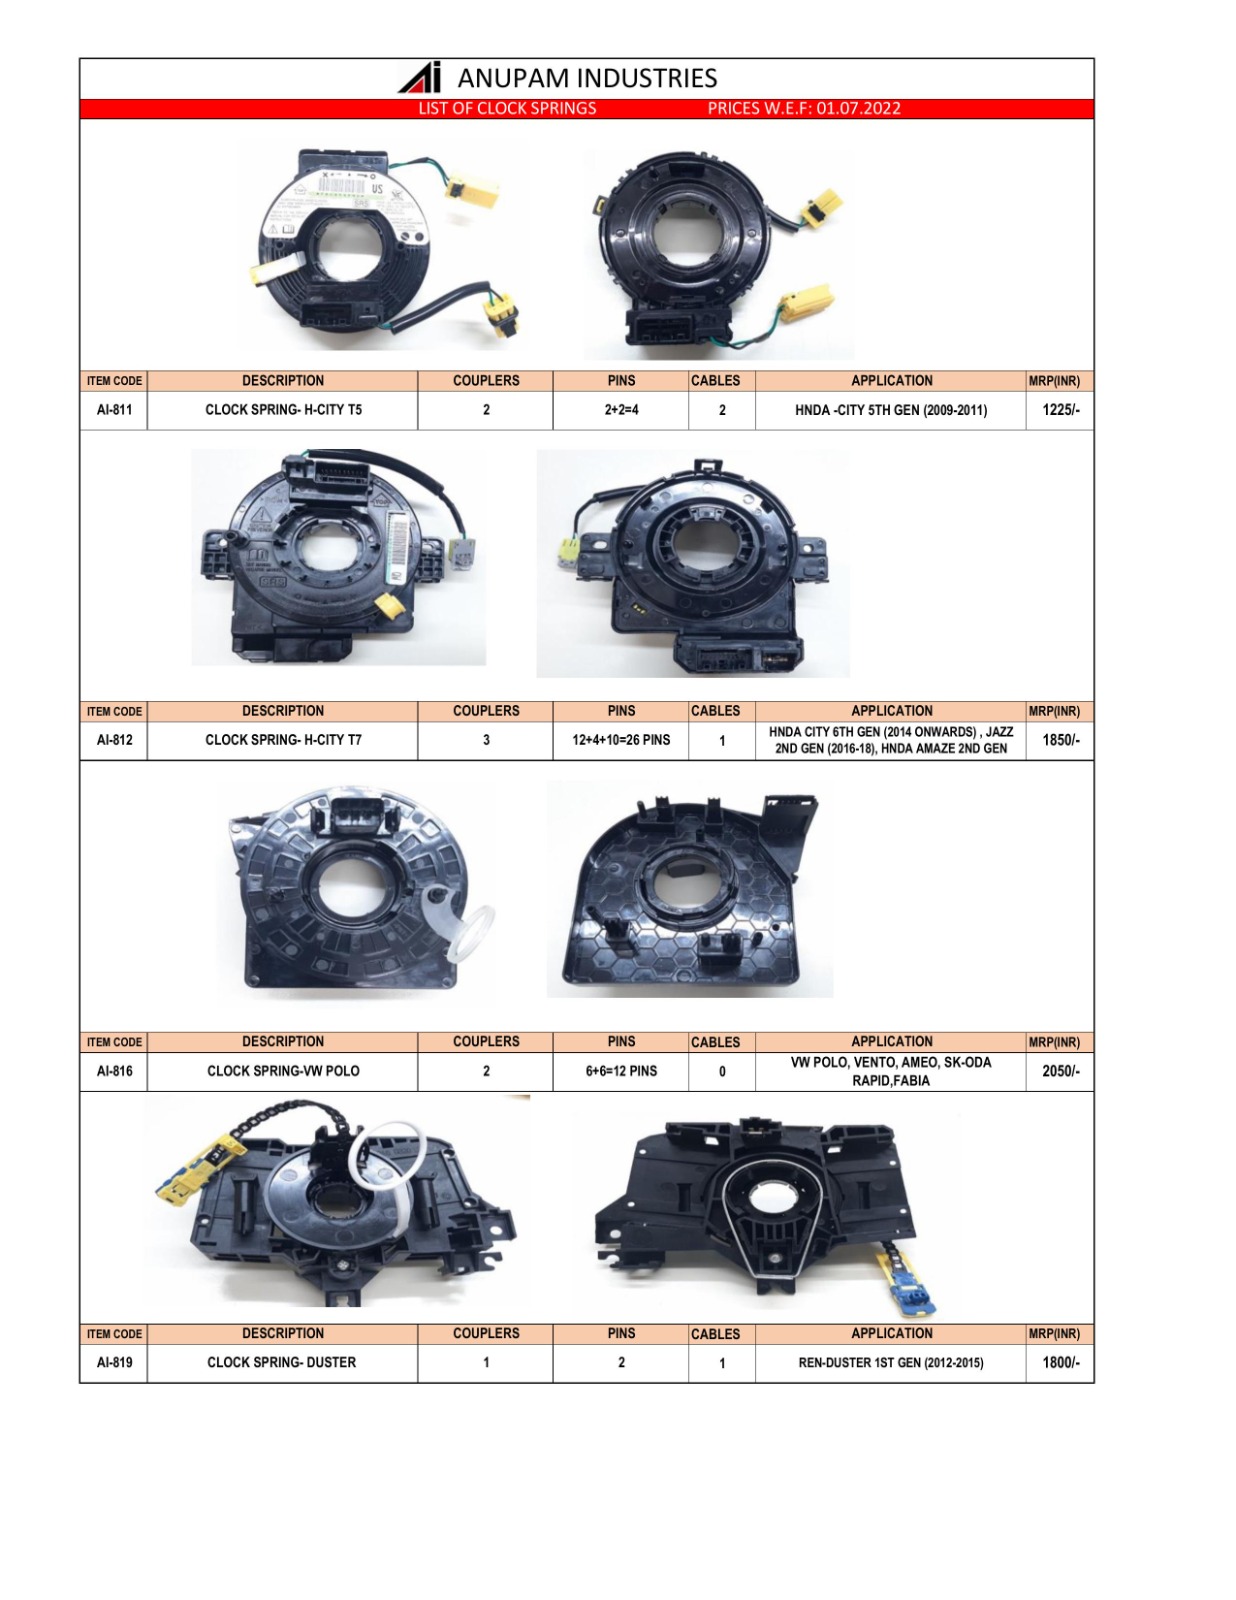 Ai ANUPAM INDUSTRIES
LIST OF CLOCK SPRINGS PRICES W.E.F: 01.07.2022
US
ITEM CODE DESCRIPTION COUPLERS PINS CABLES APPLICATION MRP(INR)
AI-811 CLOCK SPRING- H-CITY T5 2 2+2=4 2 HNDA -CITY 5TH GEN (2009-2011) 1225/-
ITEM CODE DESCRIPTION COUPLERS PINS CABLES APPLICATION MRP(INR)
AI-812 CLOCK SPRING- H-CITY T7 3 12+4+10=26 PINS 1 HNDA CITY 6TH GEN (2014 ONWARDS) , JAZZ
2ND GEN (2016-18), HNDA AMAZE 2ND GEN 1850/-
ITEM CODE DESCRIPTION COUPLERS PINS CABLES APPLICATION MRP(INR)
AI-816 CLOCK SPRING-VW POLO 2 6+6=12 PINS 0 VW POLO, VENTO, AMEO, SK-ODA
RAPID,FABIA 2050/-
ITEM CODE DESCRIPTION COUPLERS PINS CABLES APPLICATION MRP(INR)
AI-819 CLOCK SPRING- DUSTER 1 2 1 REN-DUSTER 1ST GEN (2012-2015) 1800/-